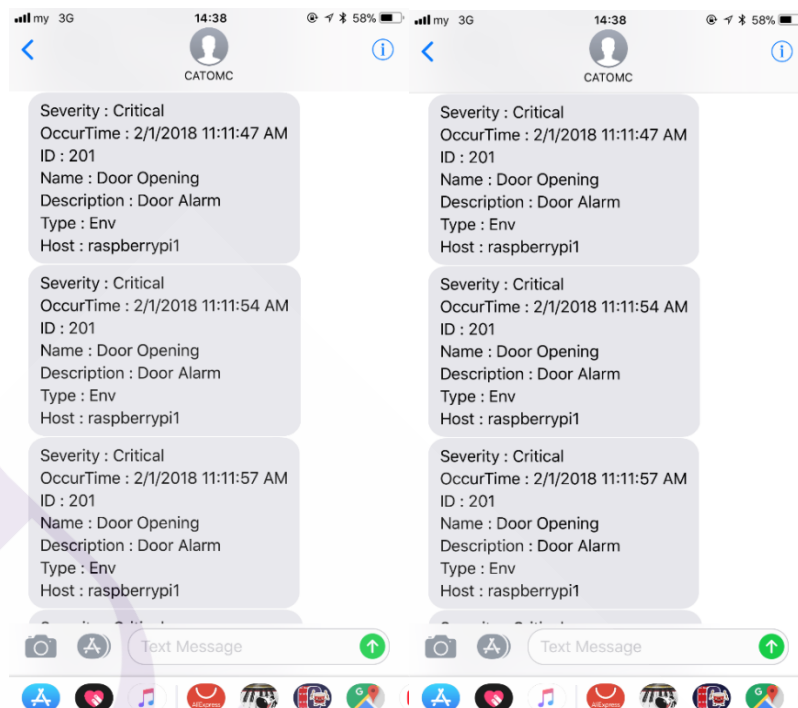 my 3G 14:38 58%
CATOMC
Severity : Critical
OccurTime : 2/1/2018 11:11:47 AM
ID : 201
Name : Door Opening
Description : Door Alarm
Type : Env
Host : raspberrypi1
Severity : Critical
OccurTime : 2/1/2018 11:11:54 AM
ID : 201
Name : Door Opening
Description : Door Alarm
Type : Env
Host : raspberrypi1
Severity : Critical
OccurTime : 2/1/2018 11:11:57 AM
ID : 201
Name : Door Opening
Description : Door Alarm
Type : Env
Host : raspberrypi1
Text Message
AliExpress
my 3G 14:38 58%
CATOMC
Severity : Critical
OccurTime : 2/1/2018 11:11:47 AM
ID : 201
Name : Door Opening
Description : Door Alarm
Type : Env
Host : raspberrypi1
Severity : Critical
OccurTime : 2/1/2018 11:11:54 AM
ID : 201
Name : Door Opening
Description : Door Alarm
Type : Env
Host : raspberrypi1
Severity : Critical
OccurTime : 2/1/2018 11:11:57 AM
ID : 201
Name : Door Opening
Description : Door Alarm
Type : Env
Host : raspberrypi1
Text Message
AliExpress